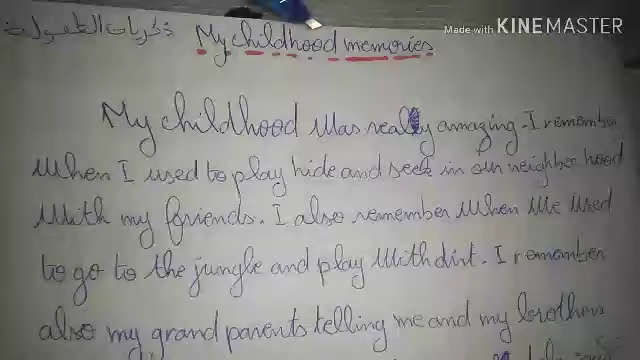 Made with KINEMASTER
ذكريات الطفولة
My childhood memories
My childhood was really amazing. I remember
when I used to play hide and seek in our neighbor hood
with my friends. I also remember when we used
to go to the jungle and play with dirt. I remember
also my grand parents telling me and my brothers